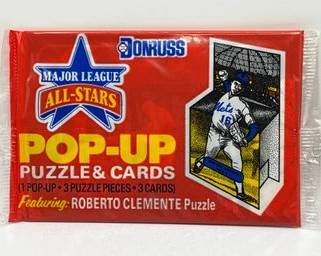 DONRUSS
MAJOR LEAGUE
ALL-STARS
Mets
16
POP-UP
PUZZLE & CARDS
(1 POP-UP • 3 PUZZLE PIECES • 3 CARDS)
Featuring: ROBERTO CLEMENTE Puzzle